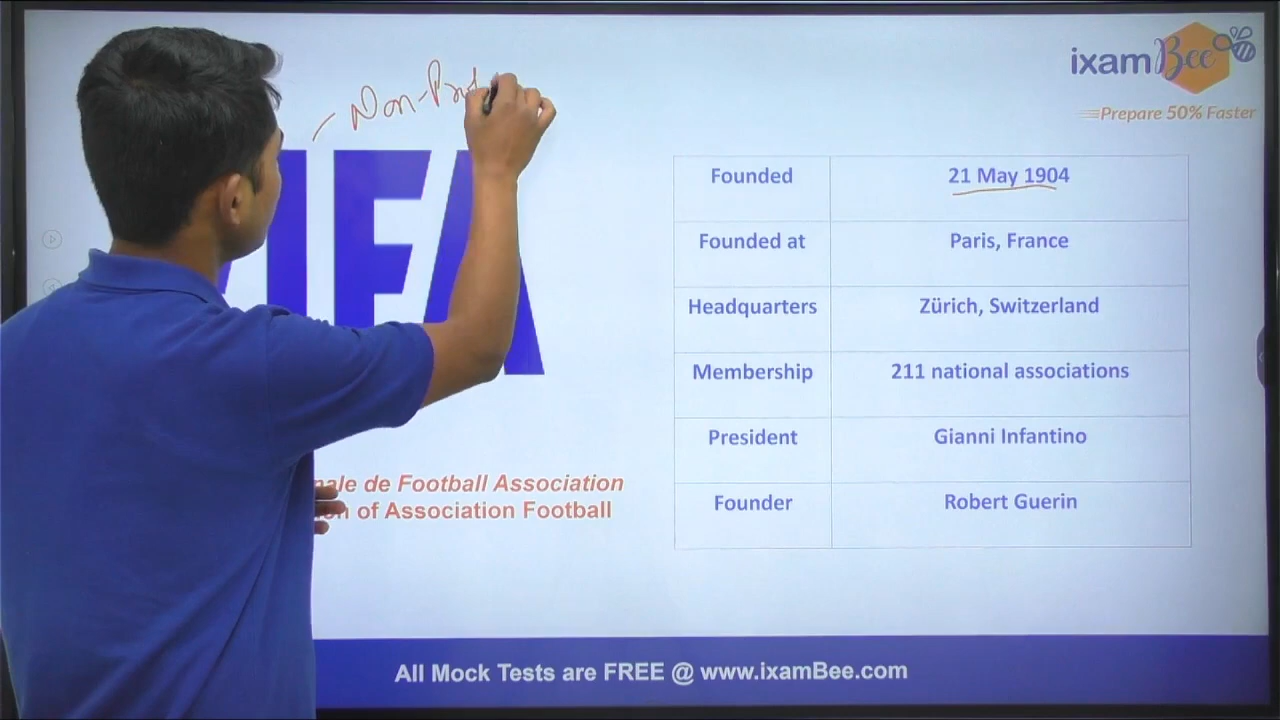 ixamBee
Prepare 50% Faster
Non-
IFA
Founded 21 May 1904
Founded at Paris, France
Headquarters Zürich, Switzerland
Membership 211 national associations
President Gianni Infantino
Founder Robert Guerin
nale de Football Association
of Association Football
All Mock Tests are FREE @ www.ixamBee.com